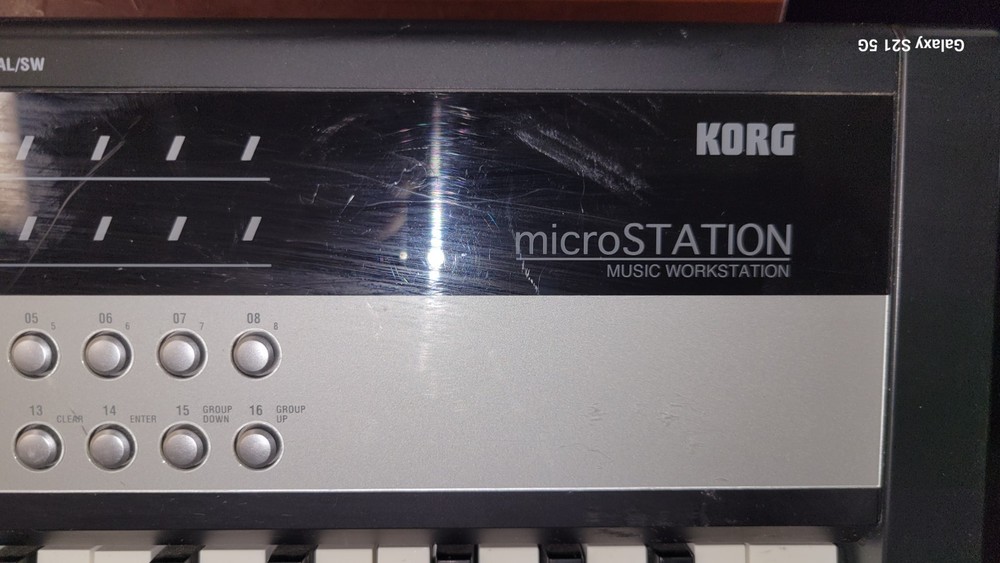 AL/SW
Galaxy S21 5G
KORG
microSTATION
MUSIC WORKSTATION
05 5 06 6 07 7 08 8
13 CLEAR 14 ENTER 15 GROUP DOWN 16 GROUP UP